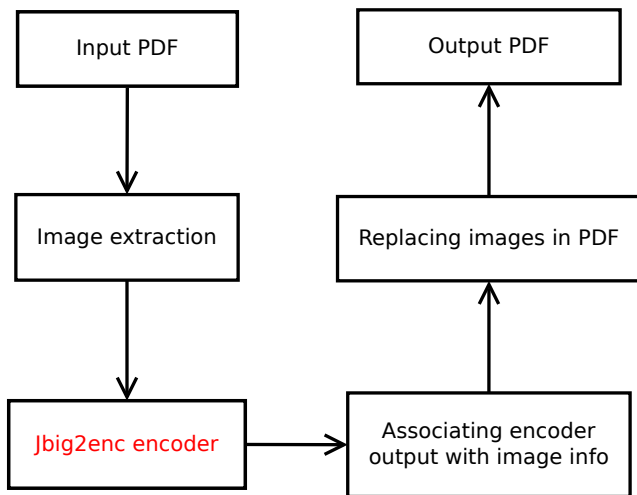 Input PDF
Output PDF
Image extraction
Replacing images in PDF
Jbig2enc encoder
Associating encoder
output with image info